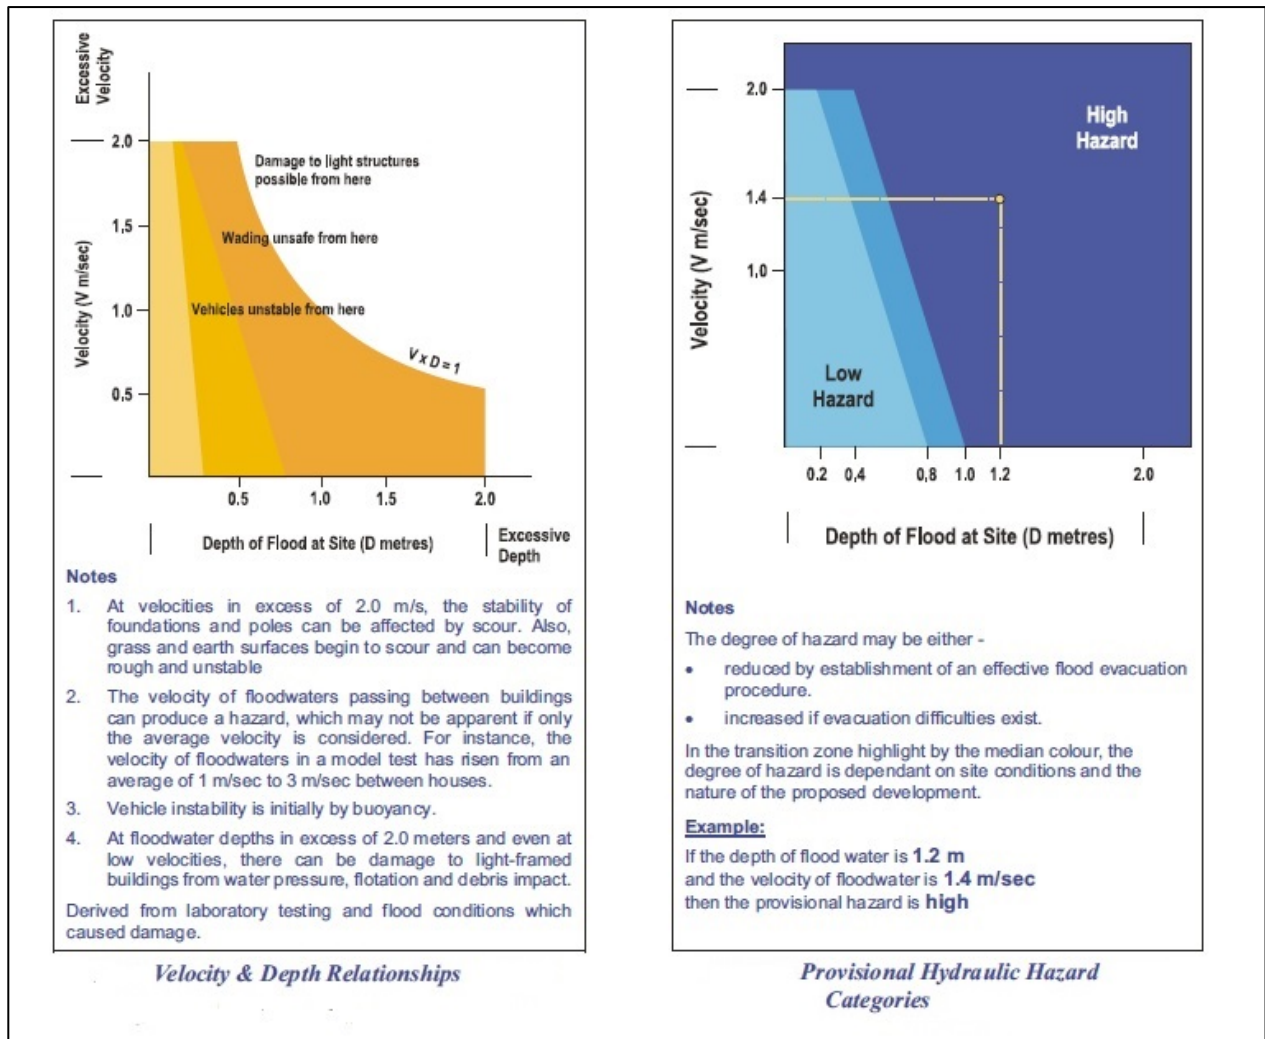 Excessive
Velocity
2.0
Damage to light structures
possible from here
1.5
Wading unsafe from here
Velocity (V m/sec)
Vehicles unstable from here
1.0
V x D = 1
0.5
0.5 1.0 1.5 2.0
Depth of Flood at Site (D metres)
Excessive
Depth
Notes
1. At velocities in excess of 2.0 m/s, the stability of
foundations and poles can be affected by scour. Also,
grass and earth surfaces begin to scour and can become
rough and unstable
2. The velocity of floodwaters passing between buildings
can produce a hazard, which may not be apparent if only
the average velocity is considered. For instance, the
velocity of floodwaters in a model test has risen from an
average of 1 m/sec to 3 m/sec between houses.
3. Vehicle instability is initially by buoyancy.
4. At floodwater depths in excess of 2.0 meters and even at
low velocities, there can be damage to light-framed
buildings from water pressure, flotation and debris impact.
Derived from laboratory testing and flood conditions which
caused damage.
Velocity & Depth Relationships
2.0
High
Hazard
1.4
Velocity (V m/sec)
1.0
Low
Hazard
0.2 0,4 0,8 1.0 1.2 2.0
Depth of Flood at Site (D metres)
Notes
The degree of hazard may be either -
• reduced by establishment of an effective flood evacuation
procedure.
• increased if evacuation difficulties exist.
In the transition zone highlight by the median colour, the
degree of hazard is dependant on site conditions and the
nature of the proposed development.
Example:
If the depth of flood water is 1.2 m
and the velocity of floodwater is 1.4 m/sec
then the provisional hazard is high
Provisional Hydraulic Hazard
Categories